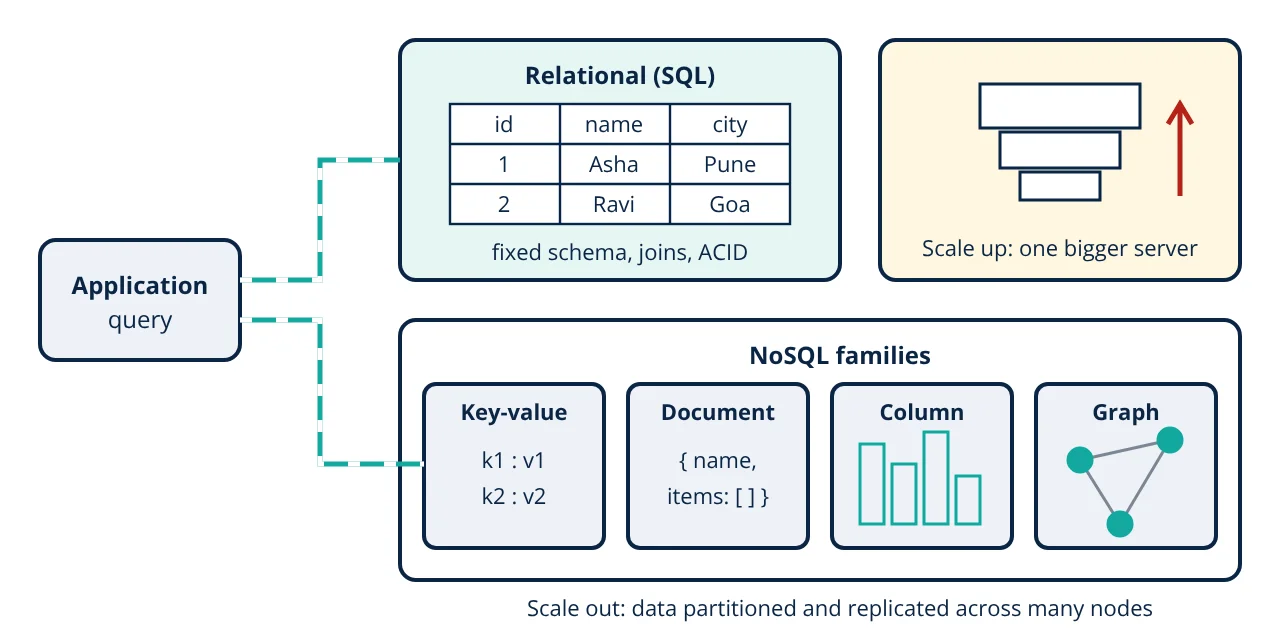 Relational (SQL)
id name city
1 Asha Pune
2 Ravi Goa
fixed schema, joins, ACID
Scale up: one bigger server
Application
query
NoSQL families
Key-value
k1 : v1
k2 : v2
Document
{ name,
items: [ ] }
Column
Graph
Scale out: data partitioned and replicated across many nodes